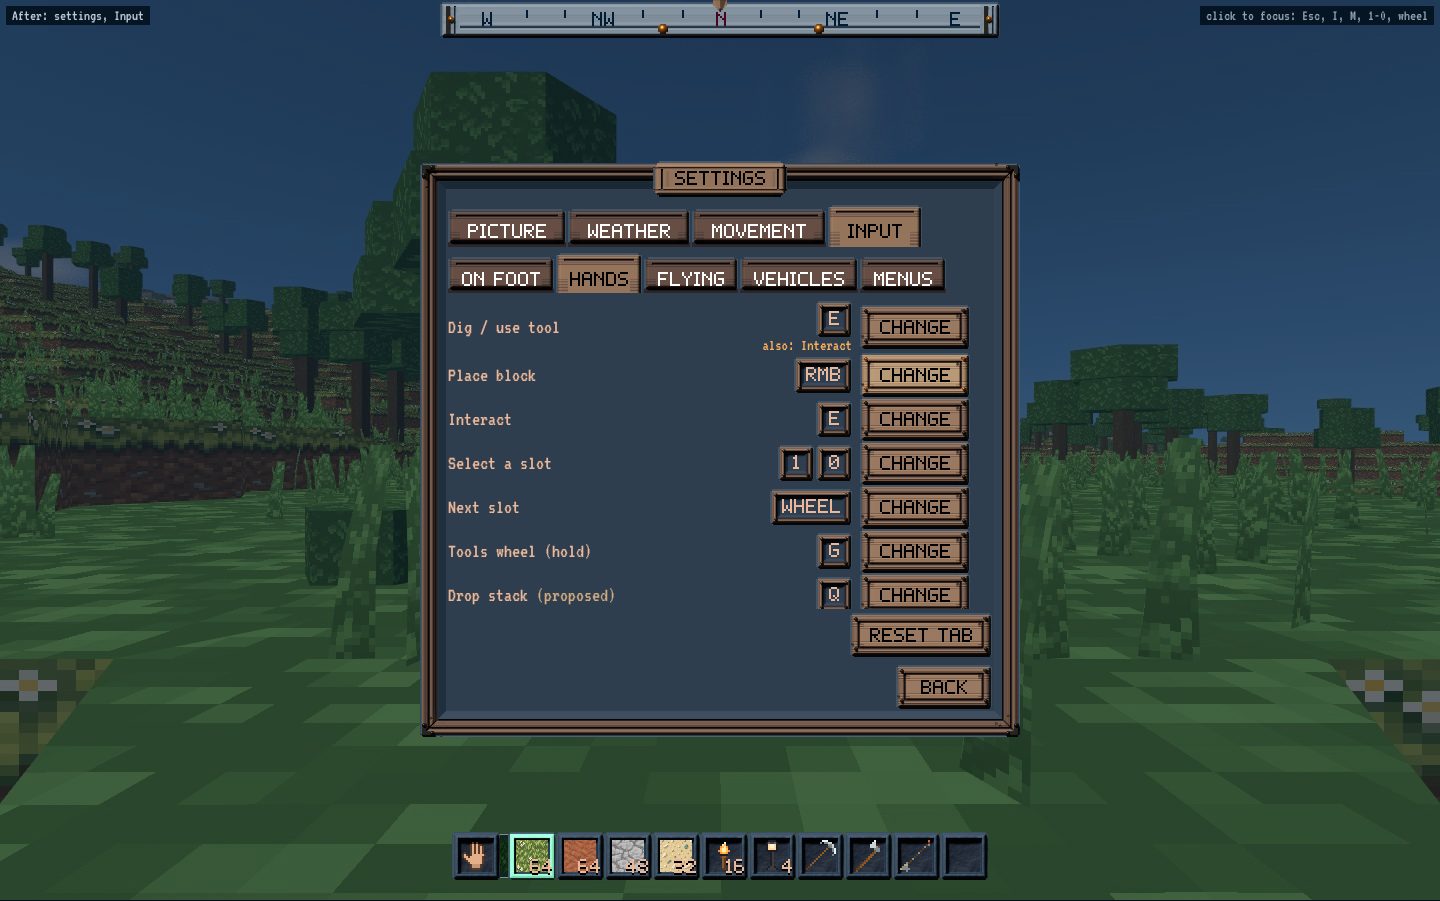 After: settings, Input
W NW N NE E
click to focus: Esc, I, M, 1-0, wheel
SETTINGS
PICTURE WEATHER MOVEMENT INPUT
ON FOOT HANDS FLYING VEHICLES MENUS
Dig / use tool E CHANGE
also: Interact
Place block RMB CHANGE
Interact E CHANGE
Select a slot 1 0 CHANGE
Next slot WHEEL CHANGE
Tools wheel (hold) G CHANGE
Drop stack (proposed) Q CHANGE
RESET TAB
BACK
64 64 48 32 16 4